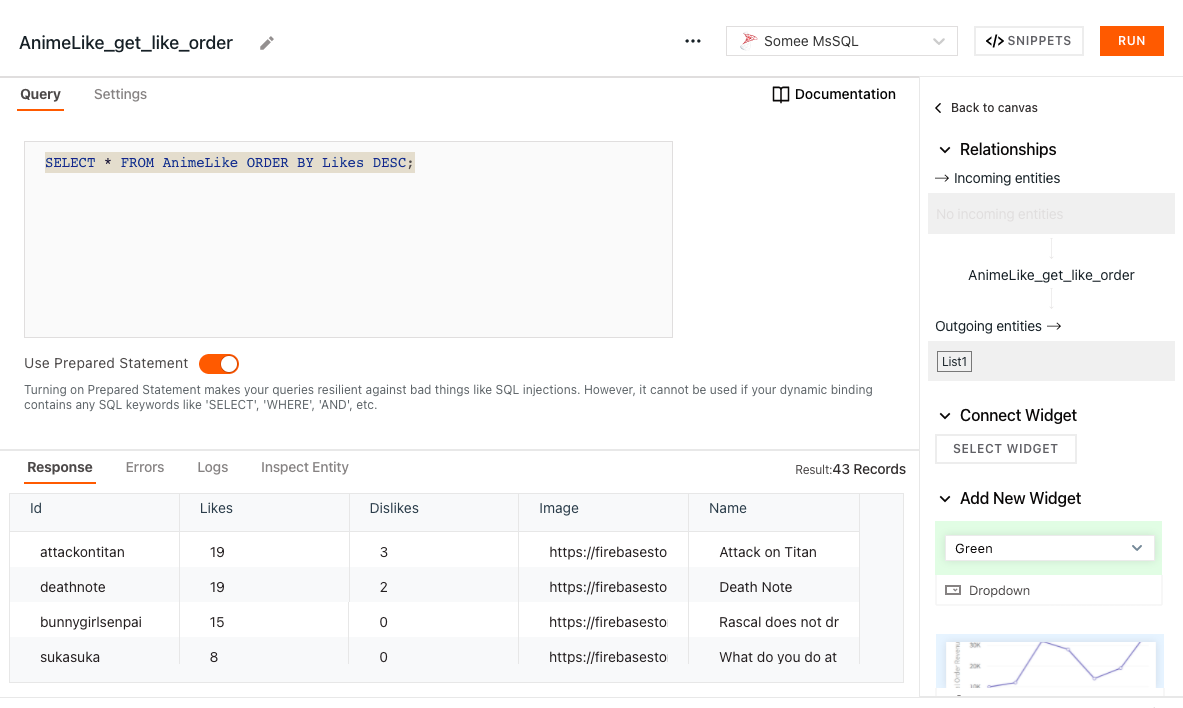 AnimeLike_get_like_order
Somee MsSQL
</> SNIPPETS
RUN
Query
Settings
Documentation
SELECT * FROM AnimeLike ORDER BY Likes DESC;
Use Prepared Statement
Turning on Prepared Statement makes your queries resilient against bad things like SQL injections. However, it cannot be used if your dynamic binding
contains any SQL keywords like 'SELECT', 'WHERE', 'AND', etc.
Response
Errors
Logs
Inspect Entity
Result:43 Records
Id Likes Dislikes Image Name
attackontitan 19 3 https://firebasesto Attack on Titan
deathnote 19 2 https://firebasesto Death Note
bunnygirlsenpai 15 0 https://firebasesto Rascal does not dr
sukasuka 8 0 https://firebasesto What do you do at
Back to canvas
Relationships
Incoming entities
No incoming entities
AnimeLike_get_like_order
Outgoing entities
List1
Connect Widget
SELECT WIDGET
Add New Widget
Green
Dropdown
50K
20K
10K
Order Revenu